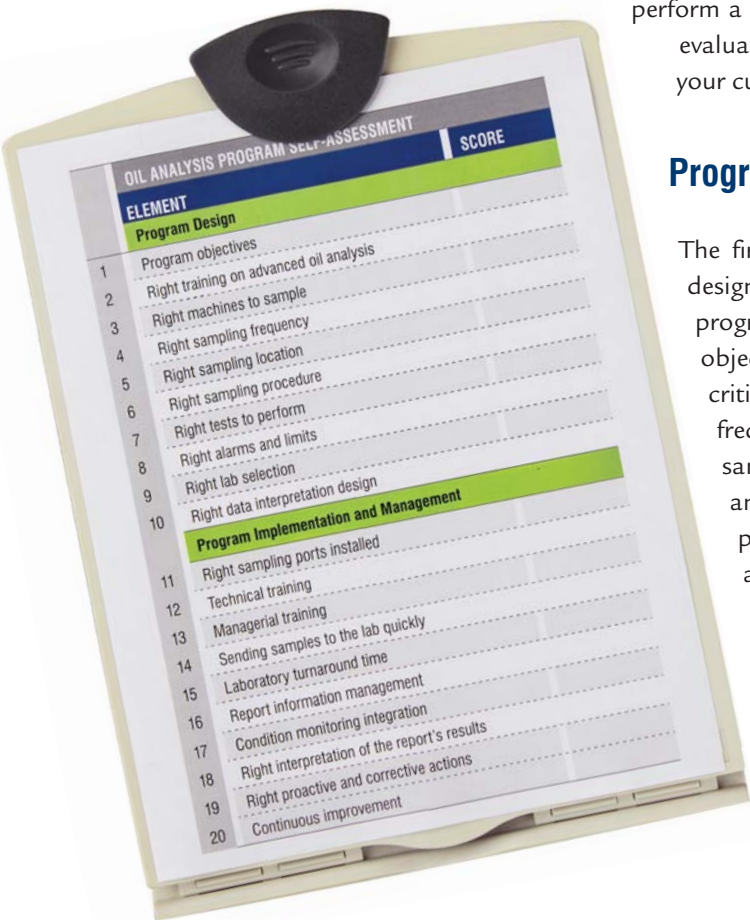 perform a
evalua
your cu
Progr
The fir
design
progr
objec
criti
freq
sar
ar
p
a
OIL ANALYSIS PROGRAM SELF-ASSESSMENT
ELEMENT SCORE
Program Design
1 Program objectives
2 Right training on advanced oil analysis
3 Right machines to sample
4 Right sampling frequency
5 Right sampling location
6 Right sampling procedure
7 Right tests to perform
8 Right alarms and limits
9 Right lab selection
10 Right data interpretation design
Program Implementation and Management
11 Right sampling ports installed
12 Technical training
13 Managerial training
14 Sending samples to the lab quickly
15 Laboratory turnaround time
16 Report information management
17 Condition monitoring integration
18 Right interpretation of the report's results
19 Right proactive and corrective actions
20 Continuous improvement